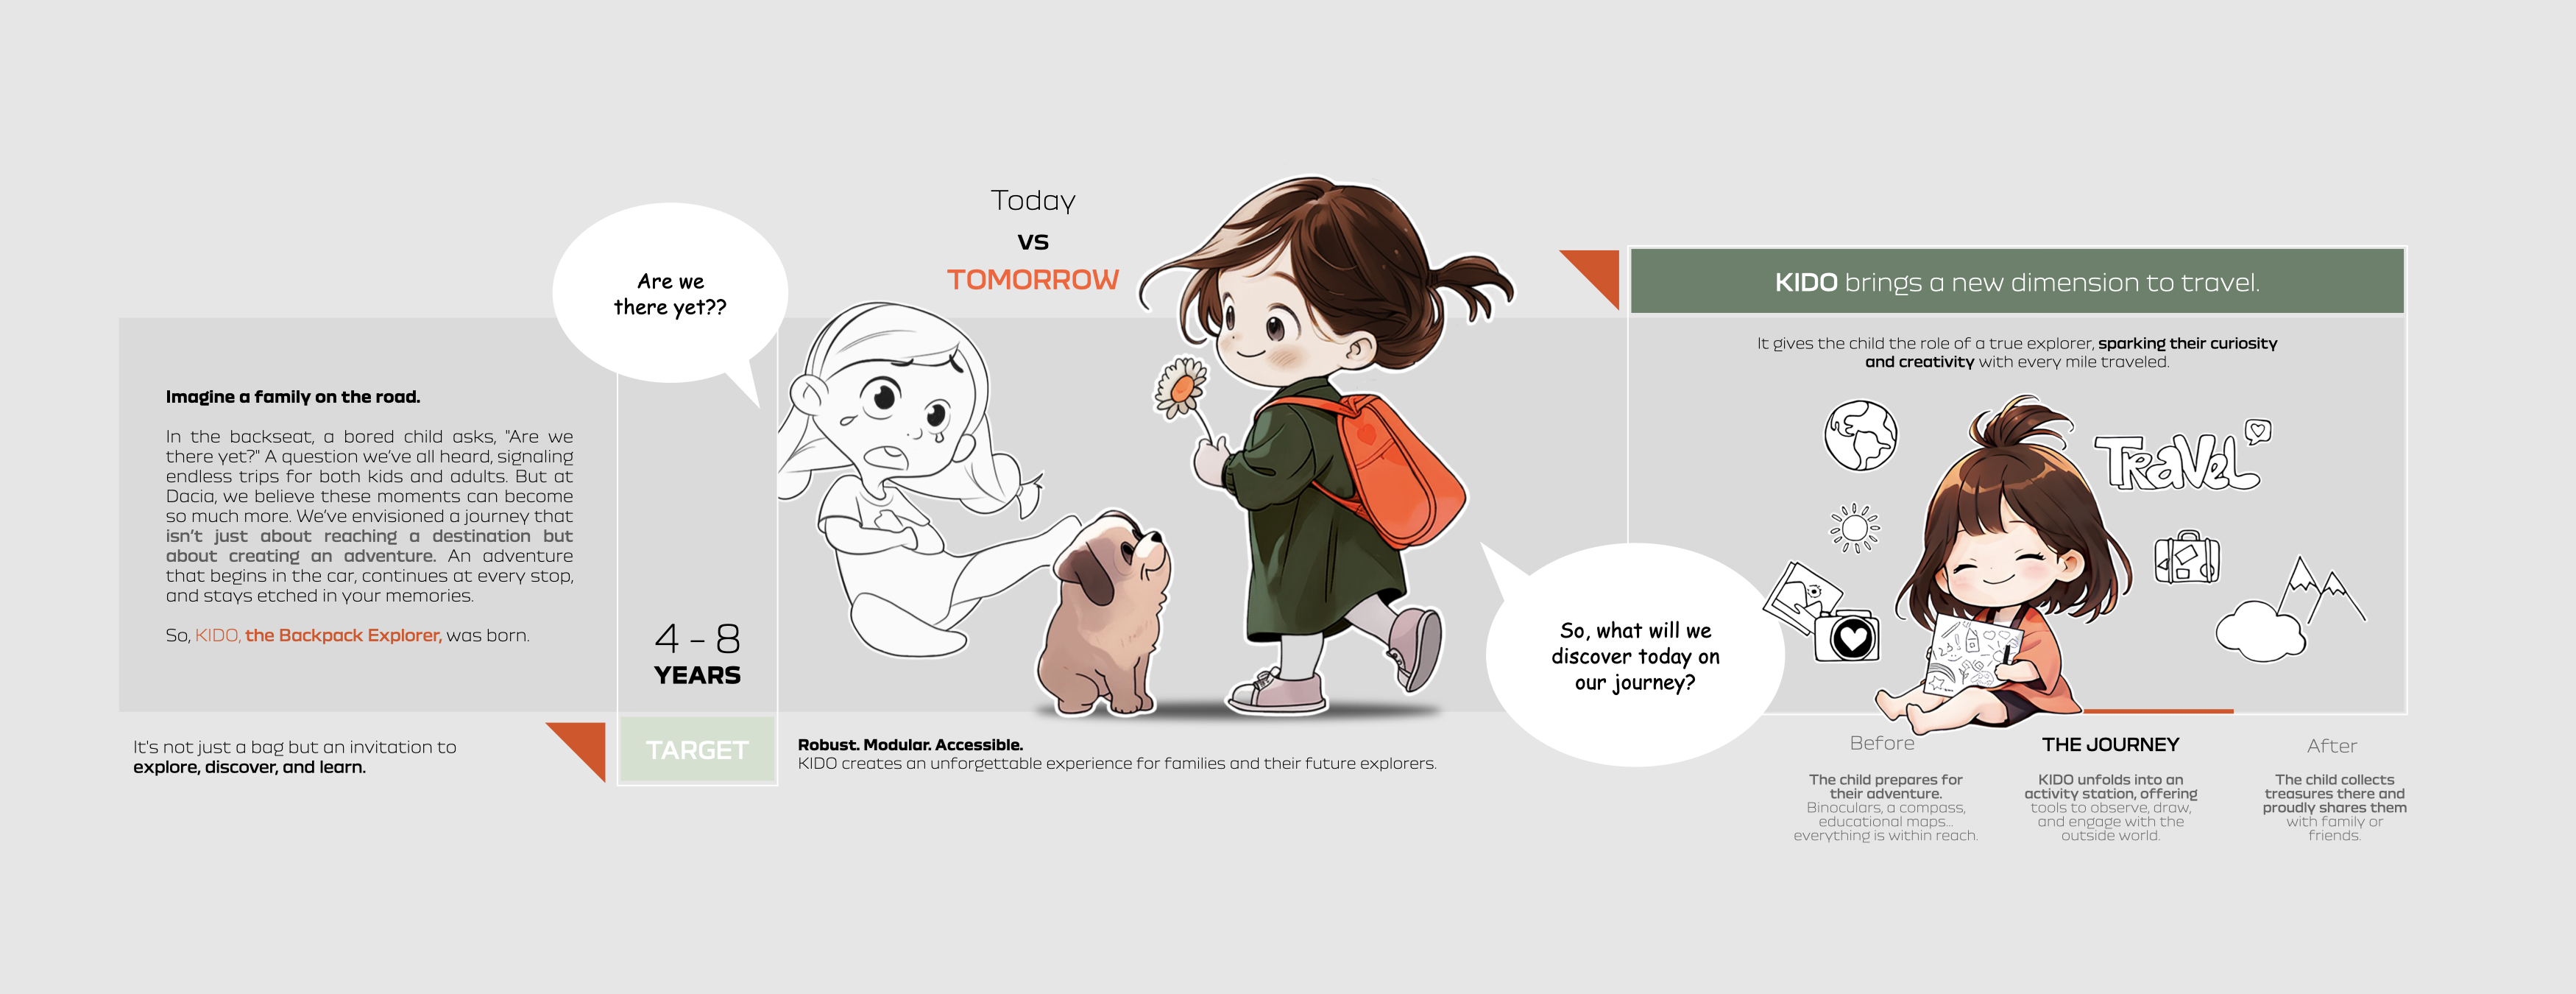 Imagine a family on the road.
In the backseat, a bored child asks, "Are we
there yet?" A question we've all heard, signaling
endless trips for both kids and adults. But at
Dacia, we believe these moments can become
so much more. We've envisioned a journey that
isn't just about reaching a destination but
about creating an adventure. An adventure
that begins in the car, continues at every stop,
and stays etched in your memories.
So, KIDO, the Backpack Explorer, was born.
It's not just a bag but an invitation to
explore, discover, and learn.
Are we
there yet??
4 - 8
YEARS
TARGET
Today
vs
TOMORROW
Robust. Modular. Accessible.
KIDO creates an unforgettable experience for families and their future explorers.
So, what will we
discover today on
our journey?
KIDO brings a new dimension to travel.
It gives the child the role of a true explorer, sparking their curiosity
and creativity with every mile traveled.
TRaVeL
Before
The child prepares for
their adventure.
Binoculars, a compass,
educational maps...
everything is within reach.
THE JOURNEY
KIDO unfolds into an
activity station, offering
tools to observe, draw,
and engage with the
outside world.
After
The child collects
treasures there and
proudly shares them
with family or
friends.